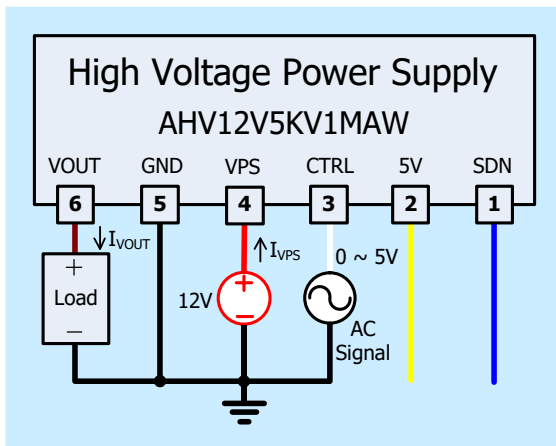 High Voltage Power Supply
AHV12V5KV1MAW
VOUT GND VPS CTRL 5V SDN
6 5 4 3 2 1
↓IVOUT ↑IVPS 0 ~ 5V
+ +
Load 12V
− − AC
Signal